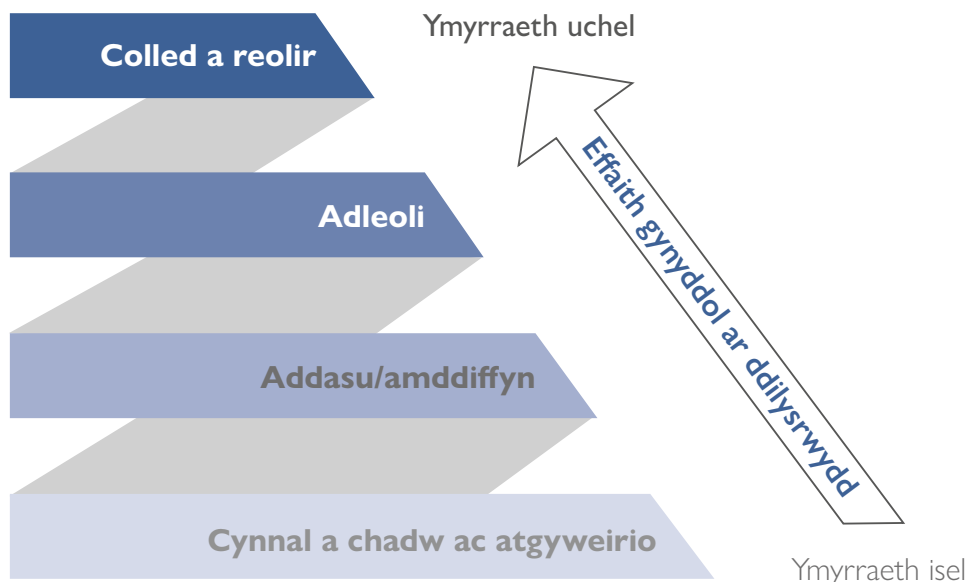 Ymyrraeth uchel
Colled a reolir
Adleoli
Effaith gynyddol ar ddilysrwydd
Addasu/amddiffyn
Cynnal a chadw ac atgyweirio
Ymyrraeth isel